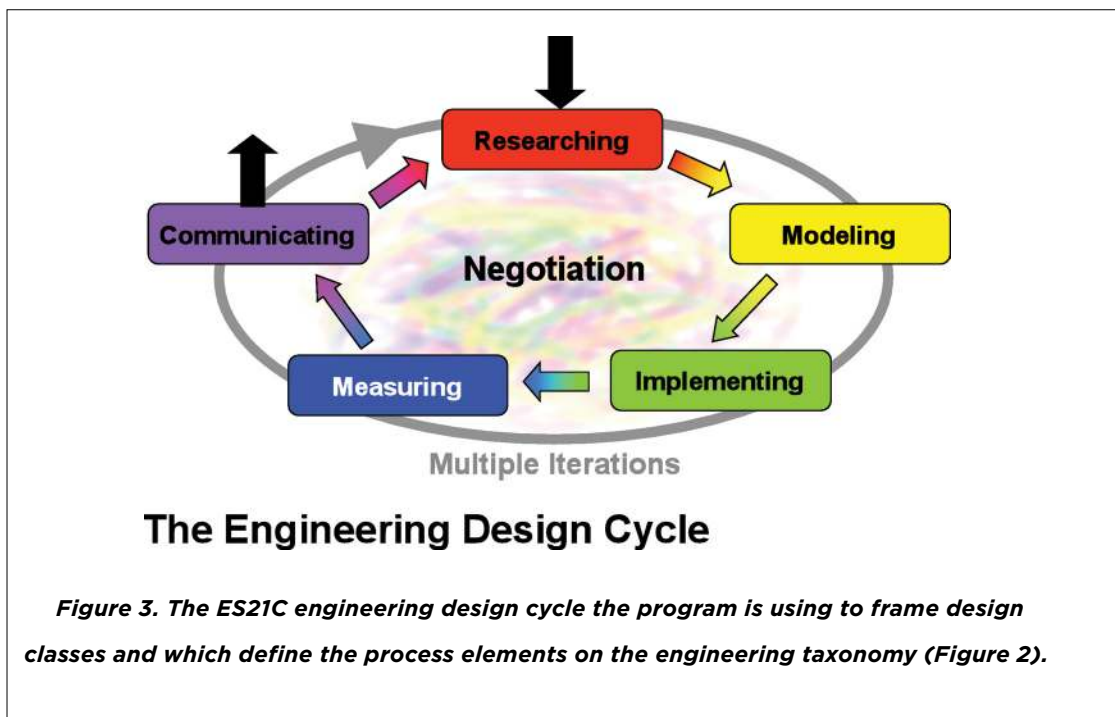 Researching
Communicating
Modeling
Negotiation
Measuring
Implementing
Multiple Iterations
The Engineering Design Cycle
Figure 3. The ES21C engineering design cycle the program is using to frame design
classes and which define the process elements on the engineering taxonomy (Figure 2).